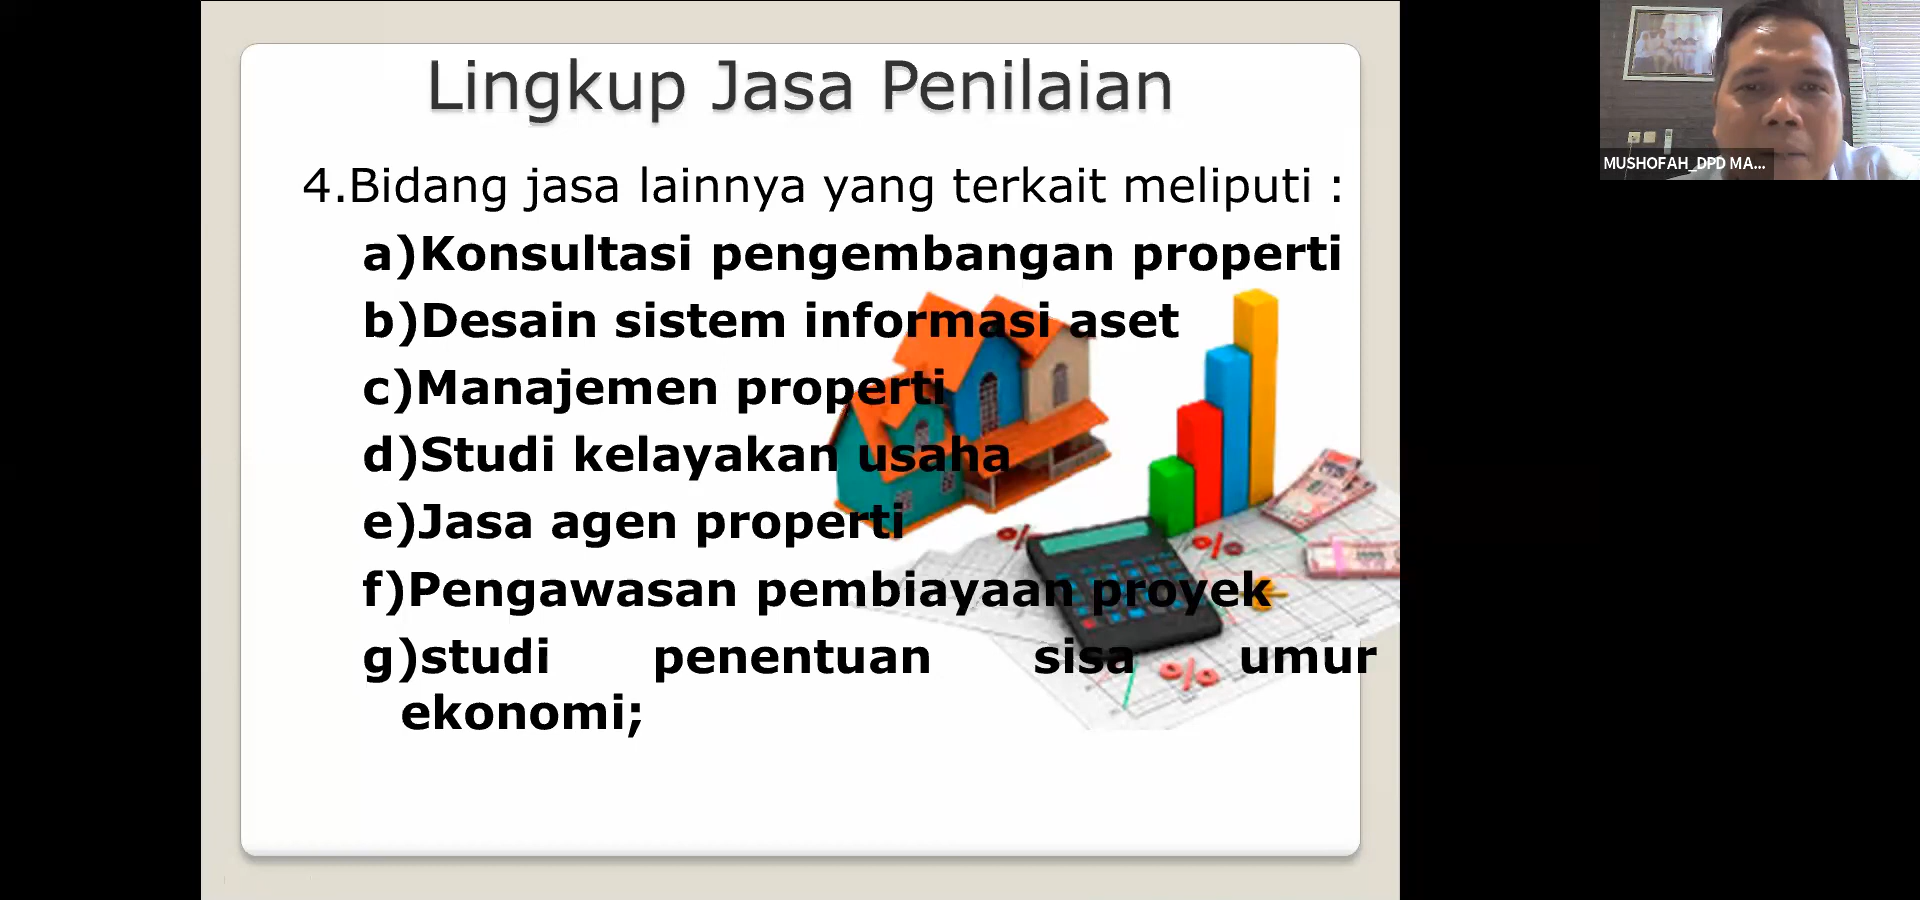 Lingkup Jasa Penilaian
4.Bidang jasa lainnya yang terkait meliputi :
a)Konsultasi pengembangan properti
b)Desain sistem informasi aset
c)Manajemen properti
d)Studi kelayakan usaha
e)Jasa agen properti
f)Pengawasan pembiayaan proyek
g)studi penentuan sisa umur
ekonomi;
MUSHOFAH_DPD MA...